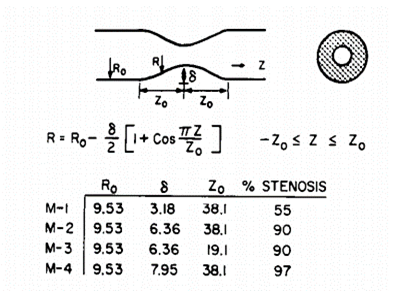 R₀ R δ Z
Z₀ Z₀
R = R₀ - δ/2 [1 + Cos πZ/Z₀] -Z₀ ≤ Z ≤ Z₀
R₀ δ Z₀ % STENOSIS
M-1 9.53 3.18 38.1 55
M-2 9.53 6.36 38.1 90
M-3 9.53 6.36 19.1 90
M-4 9.53 7.95 38.1 97